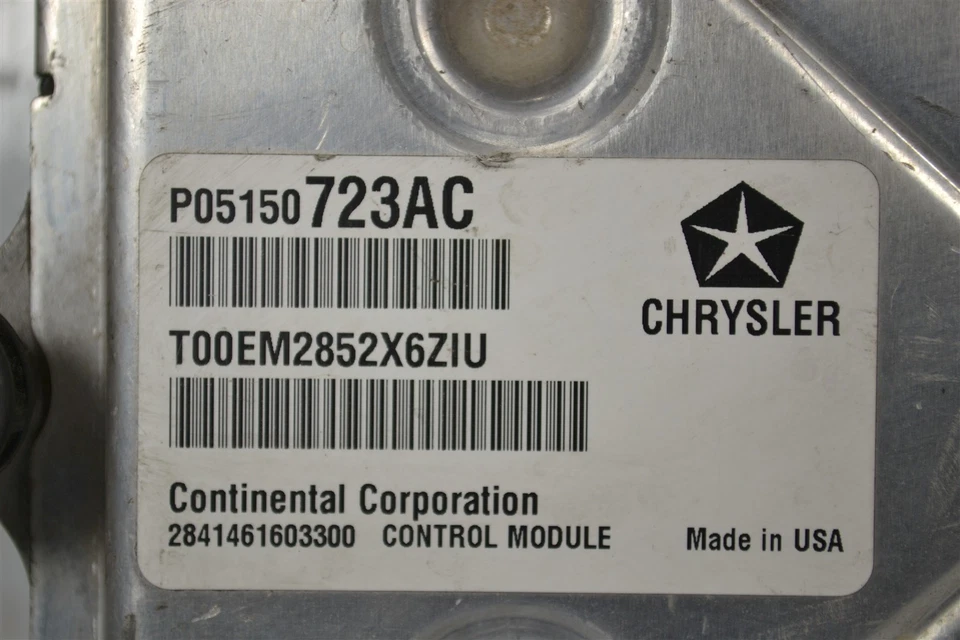 P05150723AC
CHRYSLER
T00EM2852X6ZIU
Continental Corporation
2841461603300 CONTROL MODULE Made in USA